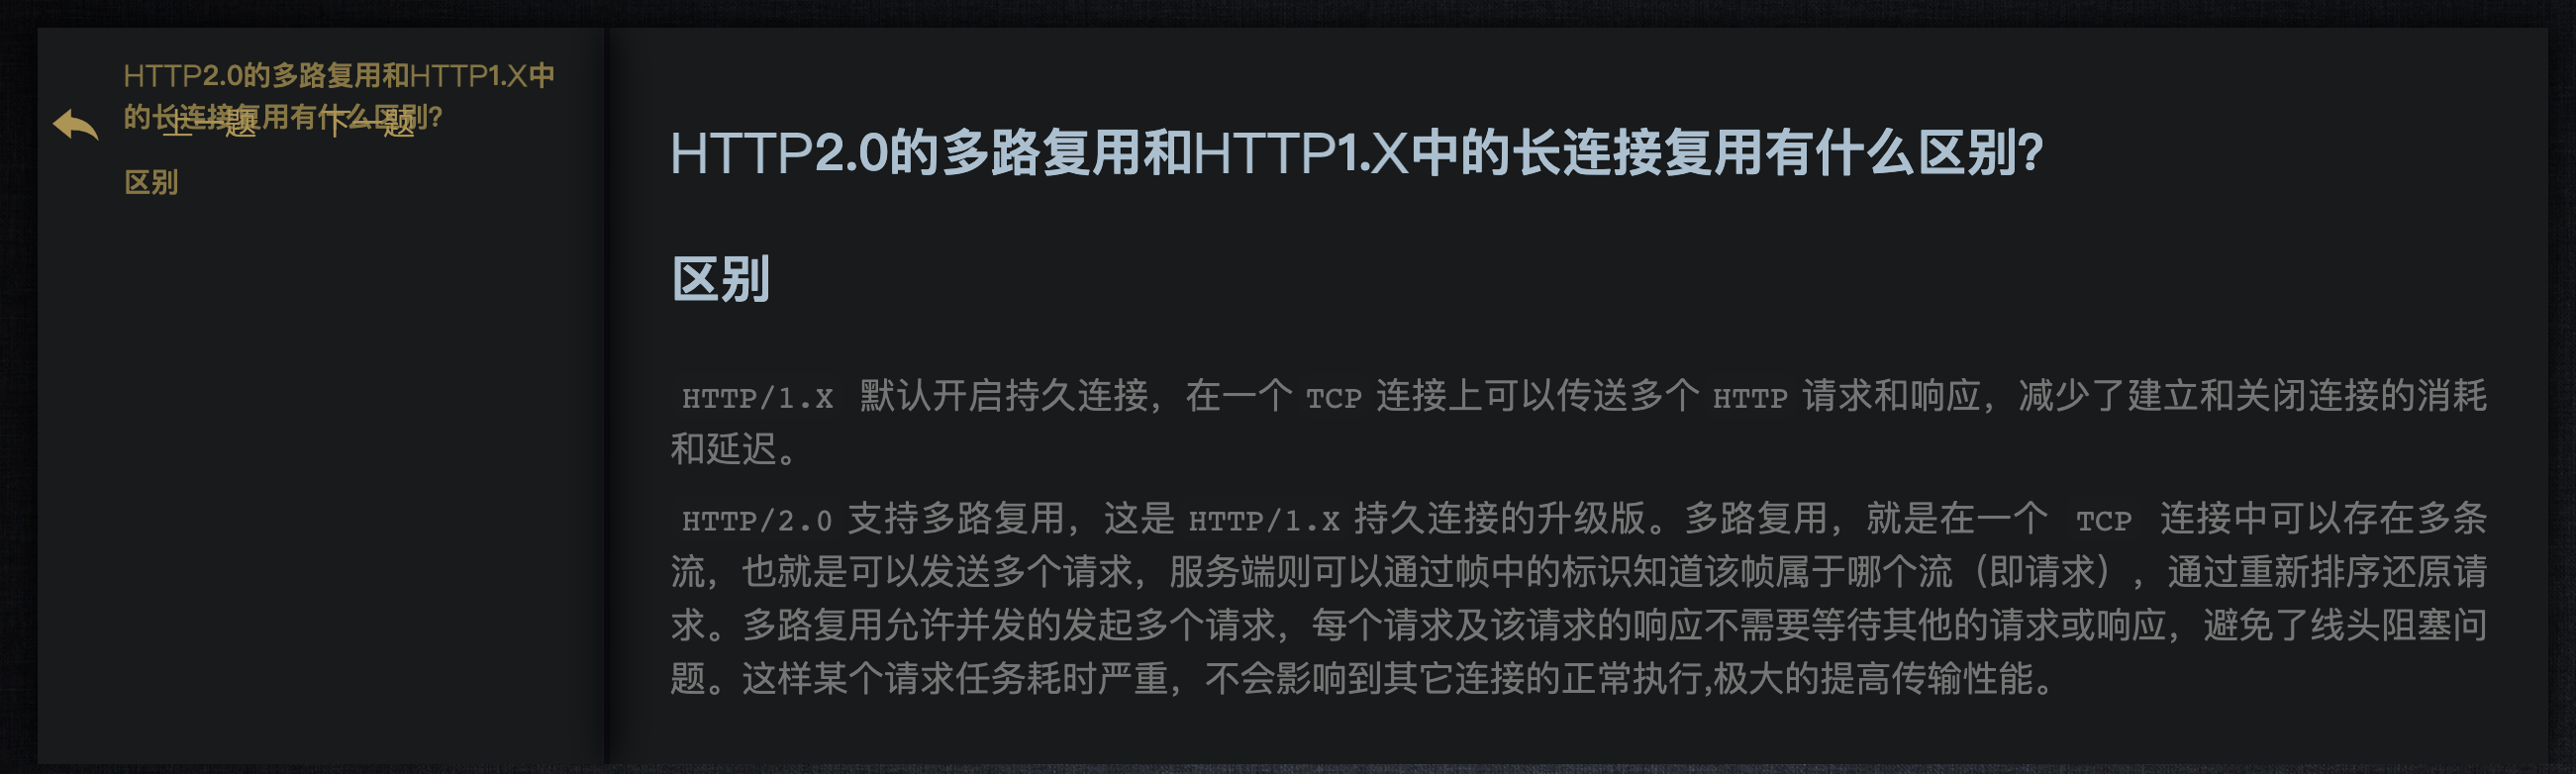 HTTP2.0的多路复用和HTTP1.X中
的长连接复用有什么区别?
上一题 下一题
区别
HTTP2.0的多路复用和HTTP1.X中的长连接复用有什么区别?
区别
HTTP/1.X 默认开启持久连接，在一个 TCP 连接上可以传送多个 HTTP 请求和响应，减少了建立和关闭连接的消耗
和延迟。
HTTP/2.0 支持多路复用，这是 HTTP/1.X 持久连接的升级版。多路复用，就是在一个 TCP 连接中可以存在多条
流，也就是可以发送多个请求，服务端则可以通过帧中的标识知道该帧属于哪个流（即请求），通过重新排序还原请
求。多路复用允许并发的发起多个请求，每个请求及该请求的响应不需要等待其他的请求或响应，避免了线头阻塞问
题。这样某个请求任务耗时严重，不会影响到其它连接的正常执行,极大的提高传输性能。